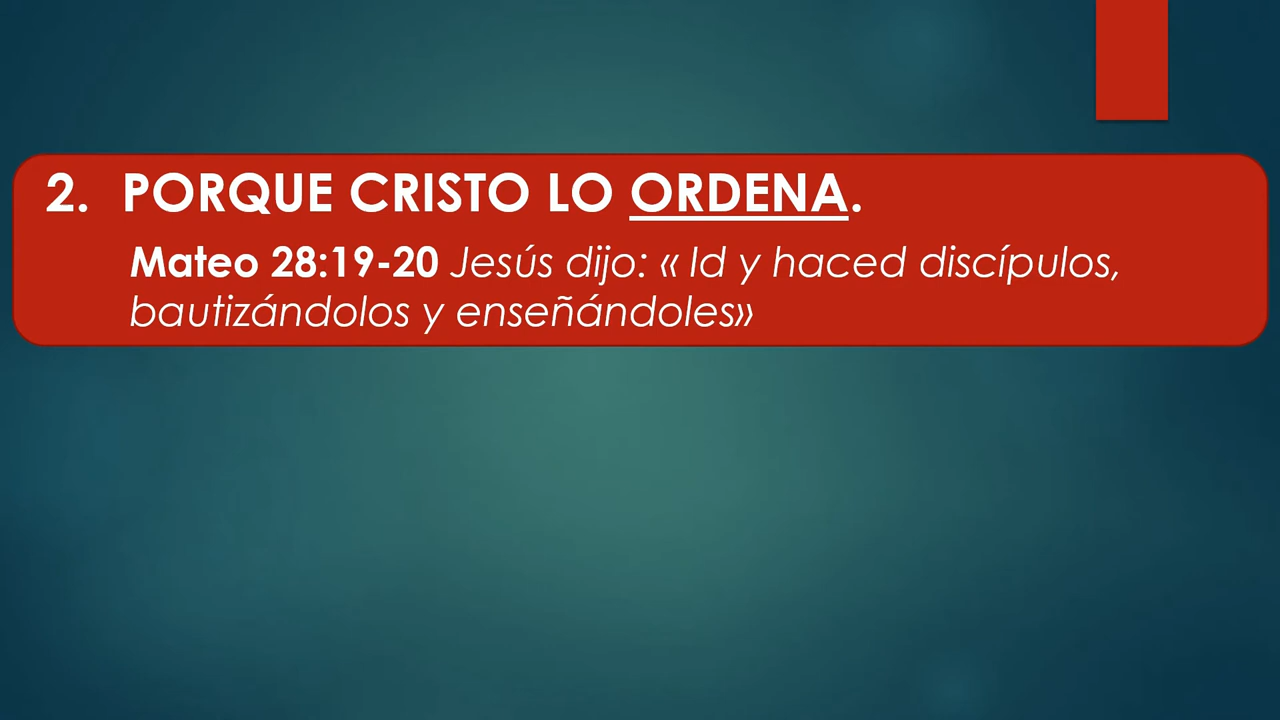 2. PORQUE CRISTO LO ORDENA.
Mateo 28:19-20 Jesús dijo: « Id y haced discípulos,
bautizándolos y enseñándoles»